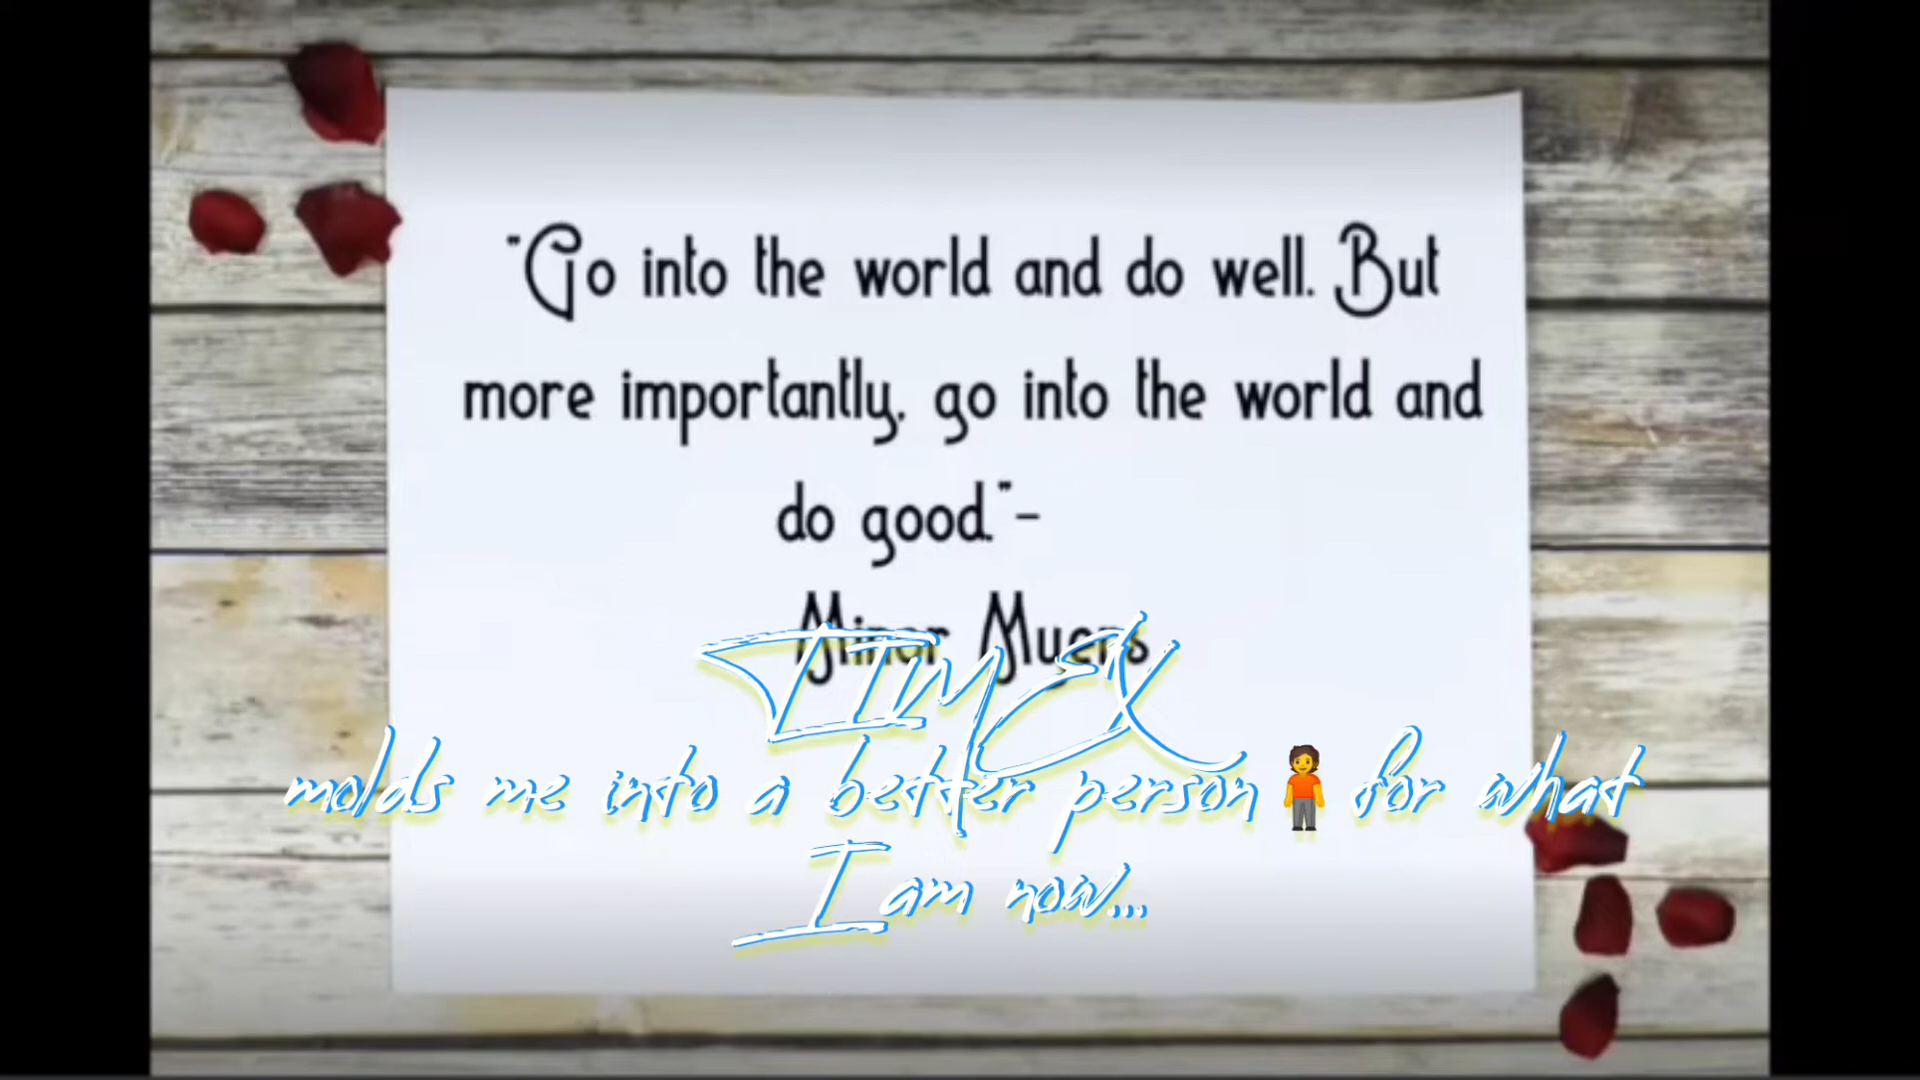 "Go into the world and do well. But
more importantly, go into the world and
do good."-
Minor Myers
TIMEX
molds me into a better person🧍 for what
I am now...